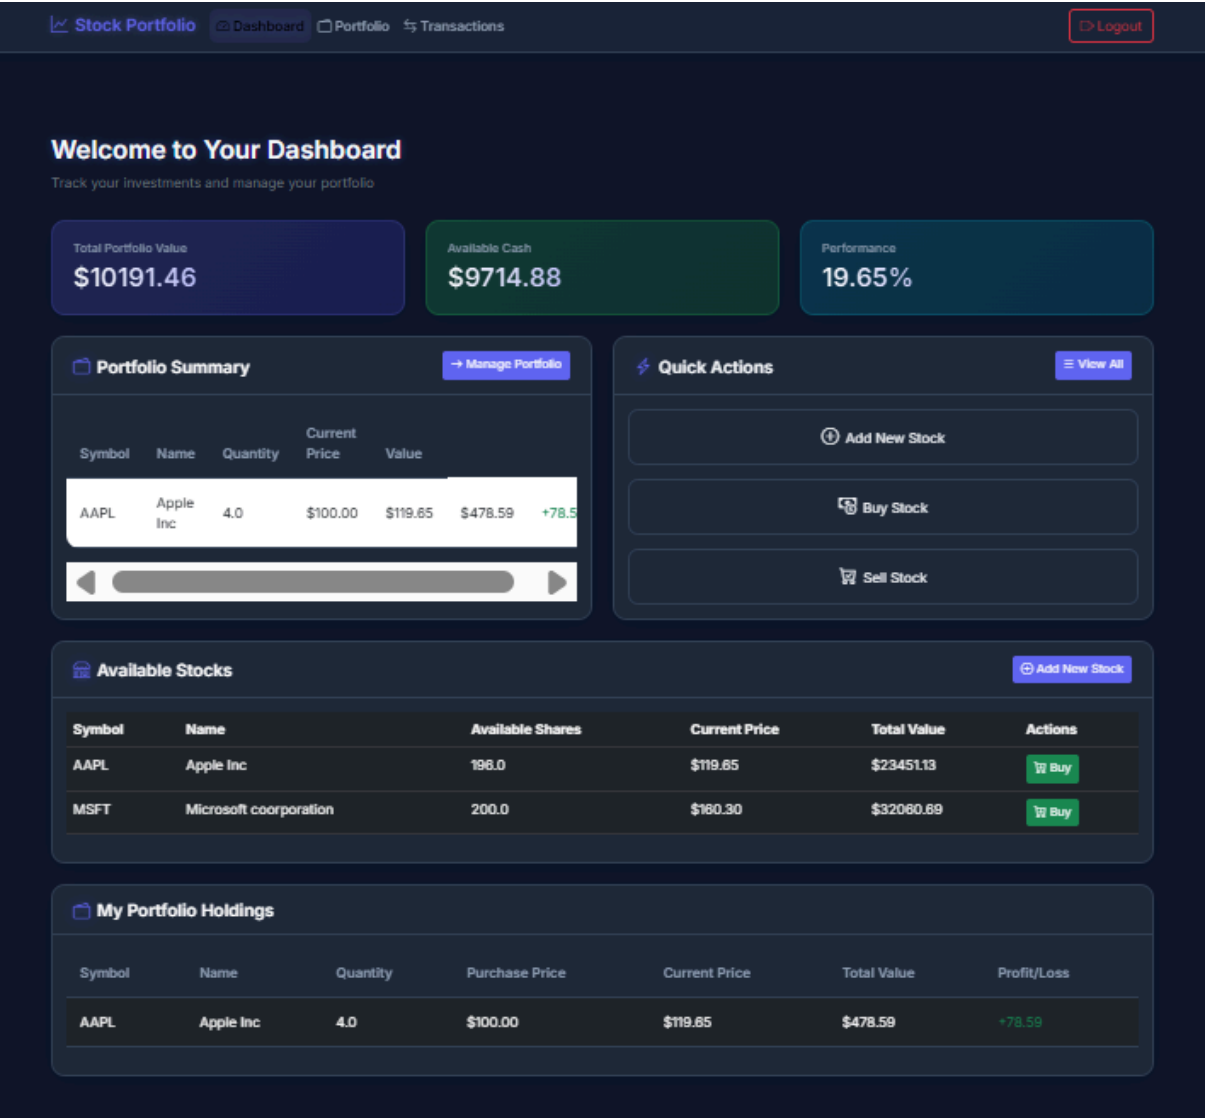 Stock Portfolio Dashboard Portfolio Transactions Logout
Welcome to Your Dashboard
Track your investments and manage your portfolio
Total Portfolio Value
$10191.46
Available Cash
$9714.88
Performance
19.65%
Portfolio Summary
Manage Portfolio
Symbol Name Quantity Current Price Value
AAPL Apple Inc 4.0 $100.00 $119.65 $478.59 +78.5
Quick Actions
View All
Add New Stock
Buy Stock
Sell Stock
Available Stocks
Add New Stock
Symbol Name Available Shares Current Price Total Value Actions
AAPL Apple Inc 196.0 $119.65 $23451.13 Buy
MSFT Microsoft coorporation 200.0 $160.30 $32060.69 Buy
My Portfolio Holdings
Symbol Name Quantity Purchase Price Current Price Total Value Profit/Loss
AAPL Apple Inc 4.0 $100.00 $119.65 $478.59 +78.59